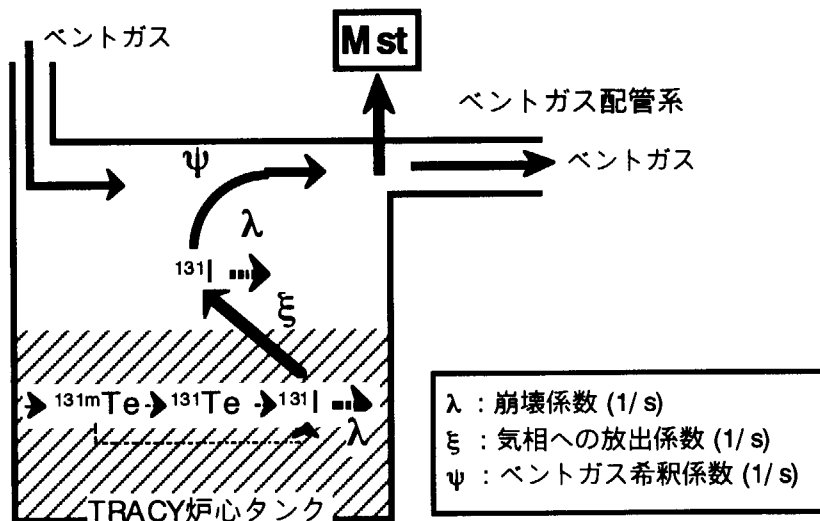 ベントガス
Mst
ベントガス配管系
ψ
ベントガス
λ
¹³¹I
ξ
¹³¹ᵐTe ¹³¹Te ¹³¹I
λ
TRACY炉心タンク
λ：崩壊係数 (1/s)
ξ：気相への放出係数 (1/s)
ψ：ベントガス希釈係数 (1/s)